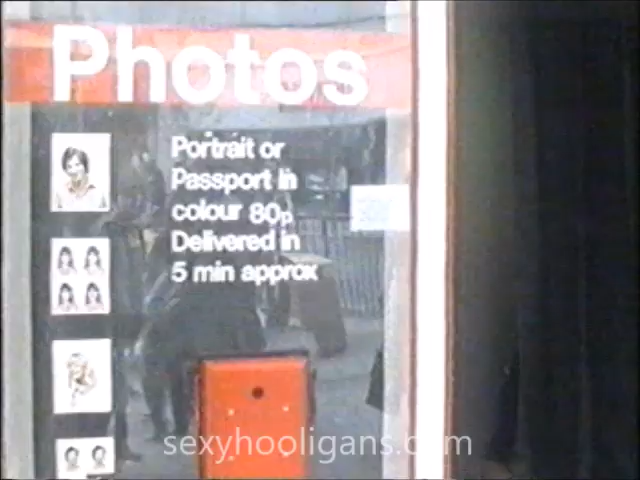 Photos
Portrait or
Passport in
colour 80p
Delivered in
5 min approx
sexyhooligans.com